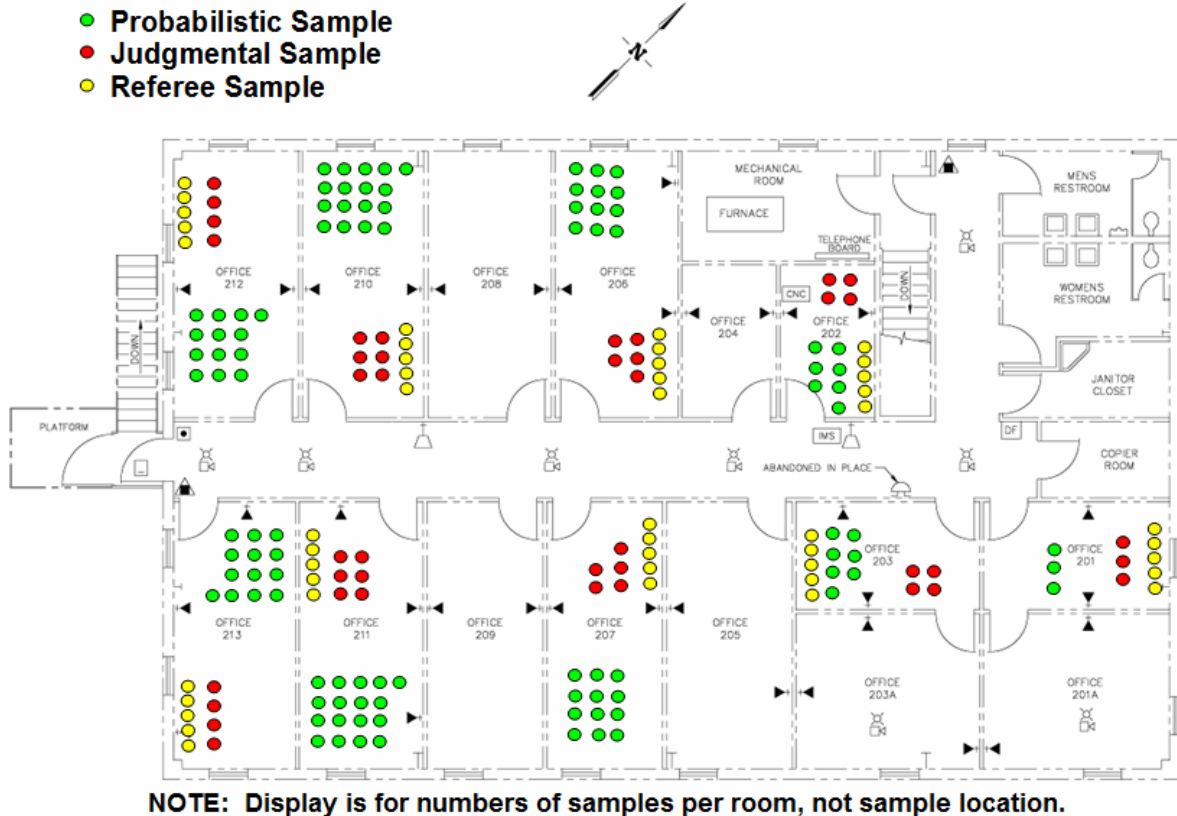 Probabilistic Sample
Judgmental Sample
Referee Sample
N
MECHANICAL
ROOM
FURNACE
TELEPHONE
BOARD
MENS
RESTROOM
WOMENS
RESTROOM
OFFICE
212
OFFICE
210
OFFICE
208
OFFICE
206
OFFICE
204
CNC
OFFICE
202
DOWN
DOWN
JANITOR
CLOSET
PLATFORM
IMS
DF
COPIER
ROOM
ABANDONED IN PLACE
OFFICE
213
OFFICE
211
OFFICE
209
OFFICE
207
OFFICE
205
OFFICE
203
OFFICE
201
OFFICE
203A
OFFICE
201A
NOTE: Display is for numbers of samples per room, not sample location.